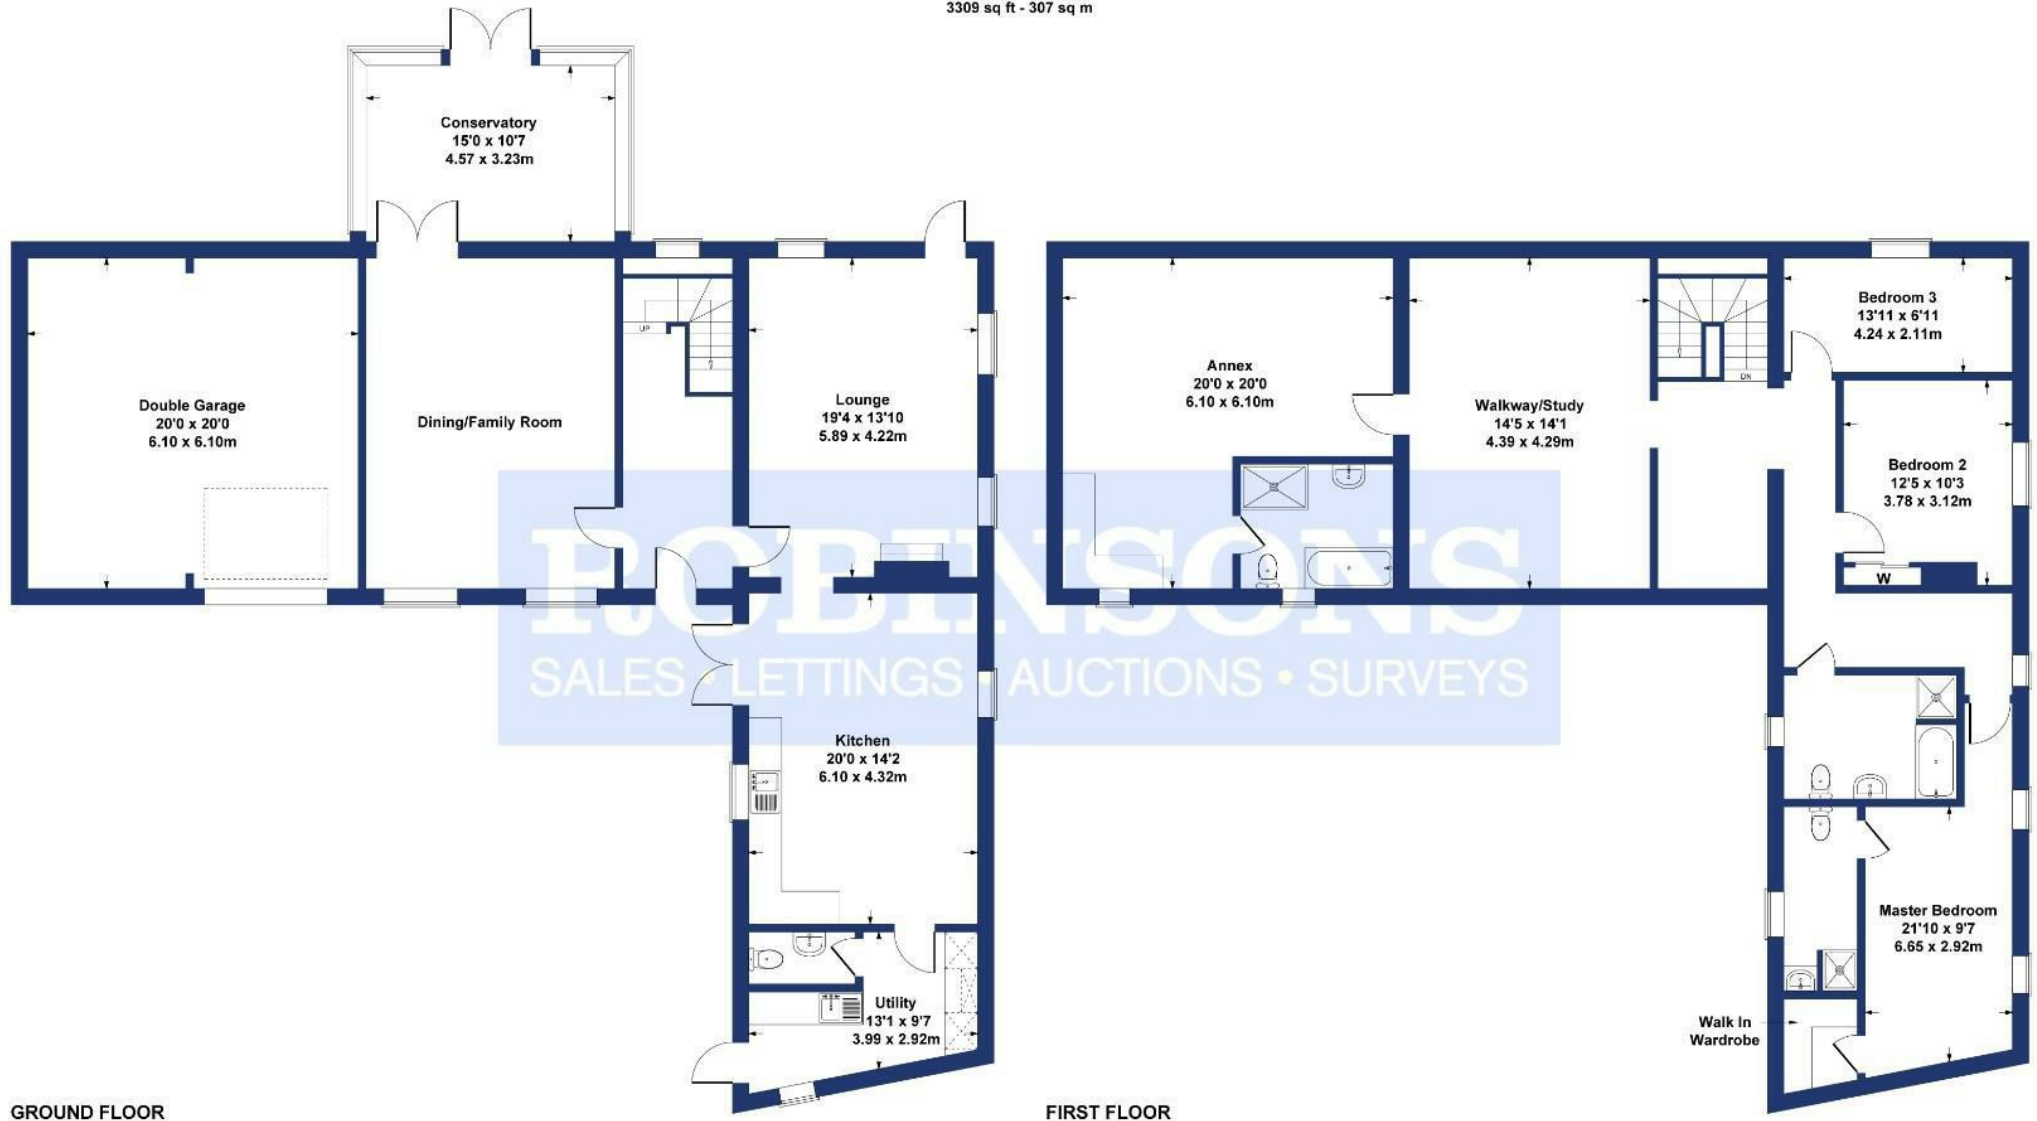 3309 sq ft - 307 sq m
Conservatory
15'0 x 10'7
4.57 x 3.23m
Double Garage
20'0 x 20'0
6.10 x 6.10m
Dining/Family Room
UP
Lounge
19'4 x 13'10
5.89 x 4.22m
Kitchen
20'0 x 14'2
6.10 x 4.32m
Utility
13'1 x 9'7
3.99 x 2.92m
GROUND FLOOR
Annex
20'0 x 20'0
6.10 x 6.10m
Walkway/Study
14'5 x 14'1
4.39 x 4.29m
DN
Bedroom 3
13'11 x 6'11
4.24 x 2.11m
Bedroom 2
12'5 x 10'3
3.78 x 3.12m
W
Master Bedroom
21'10 x 9'7
6.65 x 2.92m
Walk In
Wardrobe
FIRST FLOOR
ROBINSONS
SALES • LETTINGS • AUCTIONS • SURVEYS